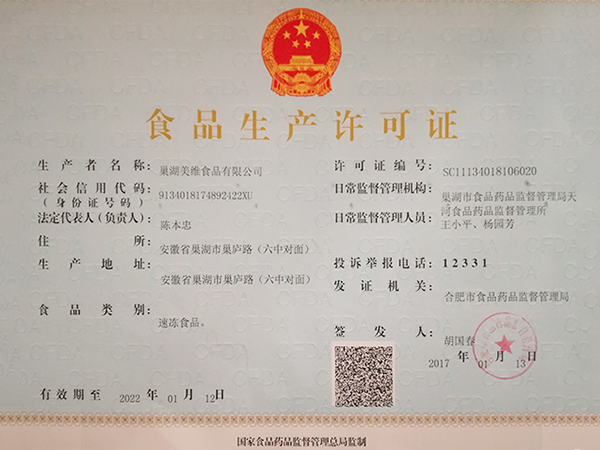 食品生产许可证
生产者名称: 巢湖美维食品有限公司
社会信用代码: 9134018174892422XU
(身份证号码)
法定代表人(负责人): 陈本忠
住所: 安徽省巢湖市巢庐路(六中对面)
生产地址: 安徽省巢湖市巢庐路(六中对面)
食品类别: 速冻食品。
有效期至 2022 年 01 月 12日
许可证编号: SC11134018106020
日常监督管理机构: 巢湖市食品药品监督管理局天
河食品药品监督管理所
日常监督管理人员: 王小平、杨园芳
投诉举报电话: 12331
发证机关: 合肥市食品药品监督管理局
签发人: 胡国春
2017 年 01 月 13 日
国家食品药品监督管理总局监制